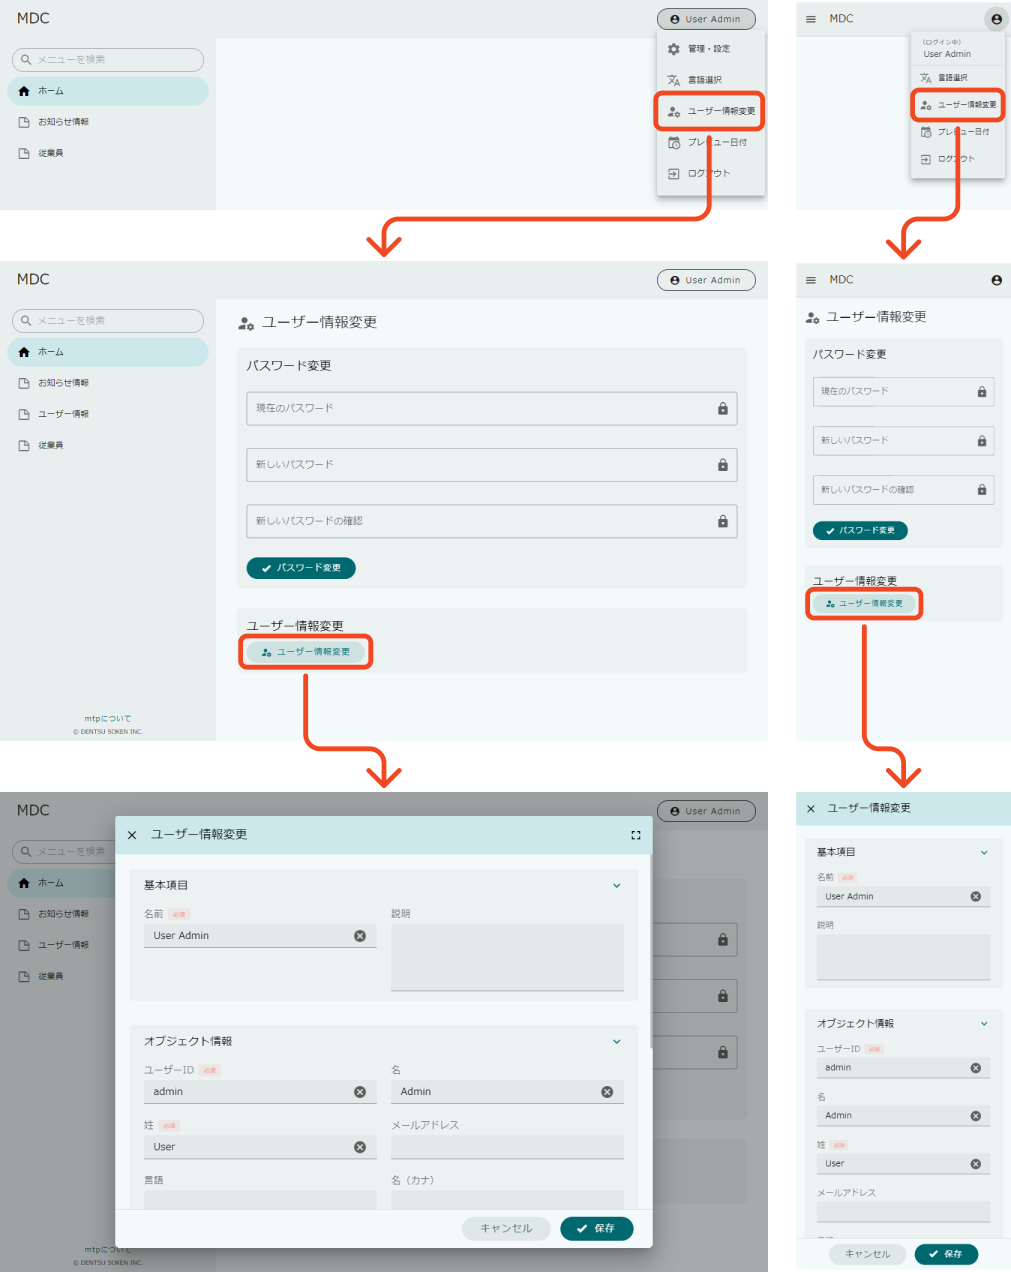 MDC
User Admin
メニューを検索
ホーム
お知らせ情報
従業員
管理・設定
言語選択
ユーザー情報変更
プレビュー日付
ログアウト
MDC
(ログイン中)
User Admin
言語選択
ユーザー情報変更
プレビュー日付
ログアウト
MDC
User Admin
メニューを検索
ホーム
お知らせ情報
ユーザー情報
従業員
ユーザー情報変更
パスワード変更
現在のパスワード
新しいパスワード
新しいパスワードの確認
パスワード変更
ユーザー情報変更
ユーザー情報変更
mtpについて
© DENTSU SOKEN INC.
MDC
ユーザー情報変更
パスワード変更
現在のパスワード
新しいパスワード
新しいパスワードの確認
パスワード変更
ユーザー情報変更
ユーザー情報変更
MDC
User Admin
メニューを検索
ホーム
お知らせ情報
ユーザー情報
従業員
ユーザー情報変更
基本項目
名前 必須
User Admin
説明
オブジェクト情報
ユーザーID 必須
admin
名
Admin
姓 必須
User
メールアドレス
言語
名（カナ）
キャンセル
保存
mtpについて
© DENTSU SOKEN INC.
ユーザー情報変更
基本項目
名前 必須
User Admin
説明
オブジェクト情報
ユーザーID 必須
admin
名
Admin
姓 必須
User
メールアドレス
キャンセル
保存